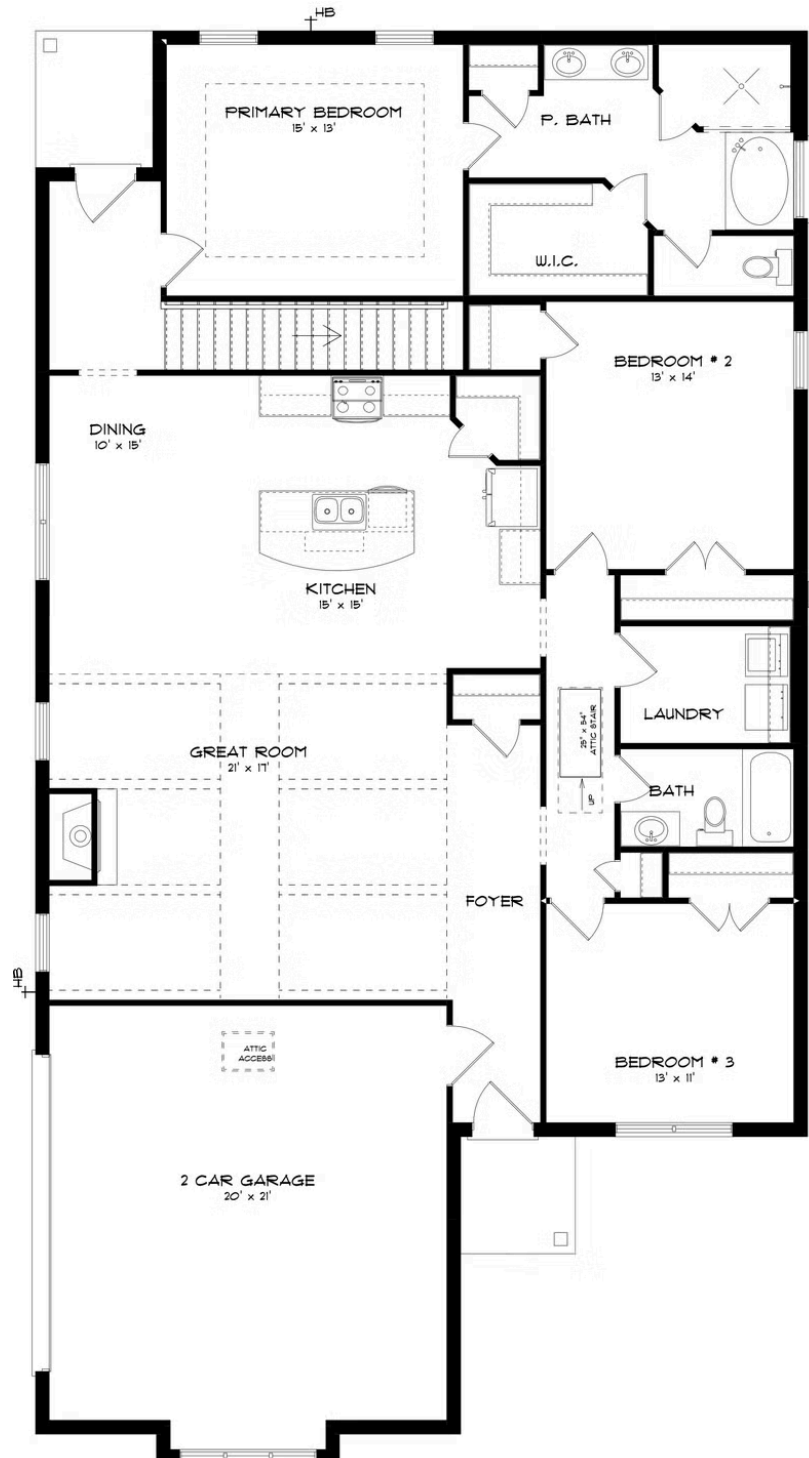 HB
PRIMARY BEDROOM
15' x 13'
P. BATH
W.I.C.
BEDROOM # 2
13' x 14'
DINING
10' x 15'
KITCHEN
15' x 15'
LAUNDRY
25" x 54"
ATTIC STAIR
UP
GREAT ROOM
21' x 17'
BATH
FOYER
HB
ATTIC
ACCESS
BEDROOM # 3
13' x 11'
2 CAR GARAGE
20' x 21'